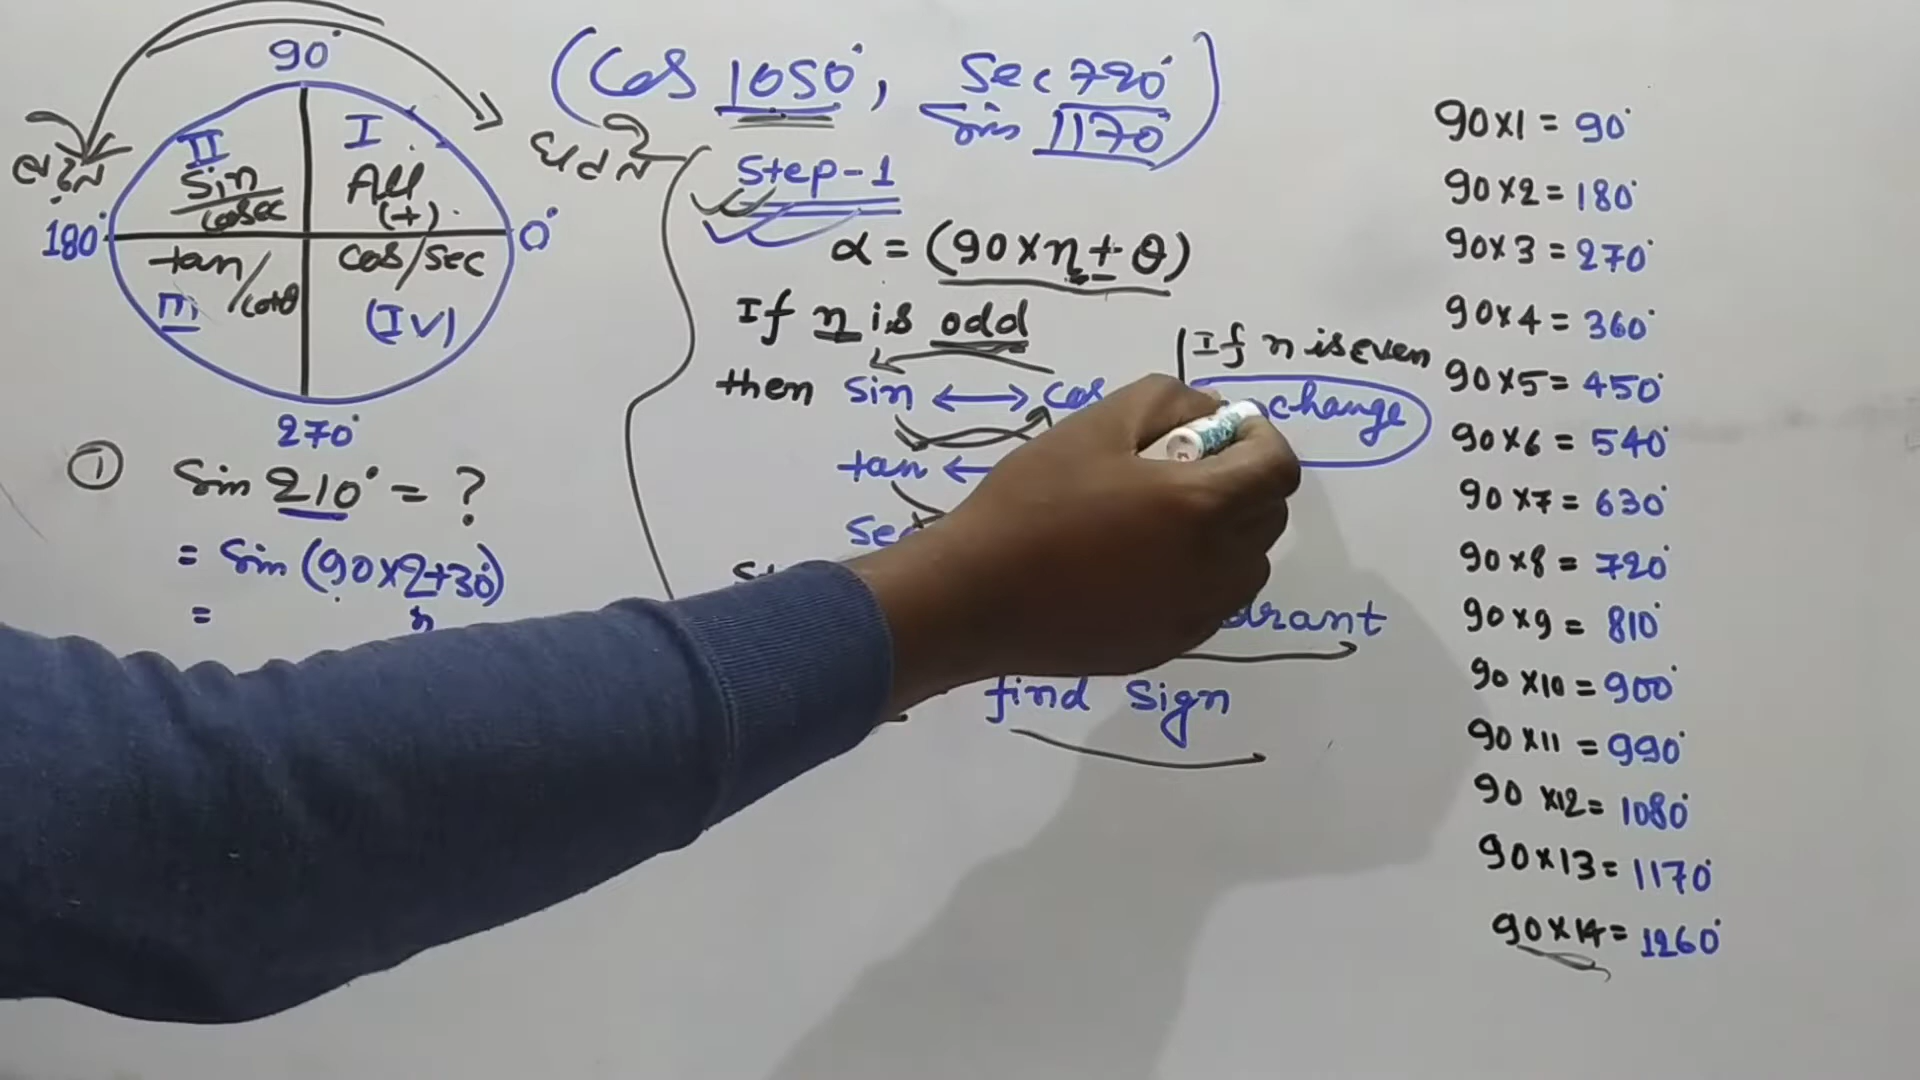 90°
(Cos 1050°, Sec 720°
Sin 1170°)
II
I
Sin
cosec
All
(+)
180°
0°
tan/cotθ
cos/sec
III
(IV)
270°
① Sin 210° = ?
= Sin (90×2+30°)
=
n
Step-1
α = (90×n±θ)
If n is odd
then sin ↔ cos
tan ↔
If n is even
change
find Sign
90×1 = 90°
90×2 = 180°
90×3 = 270°
90×4 = 360°
90×5 = 450°
90×6 = 540°
90×7 = 630°
90×8 = 720°
90×9 = 810°
90×10 = 900°
90×11 = 990°
90×12 = 1080°
90×13 = 1170°
90×14 = 1260°